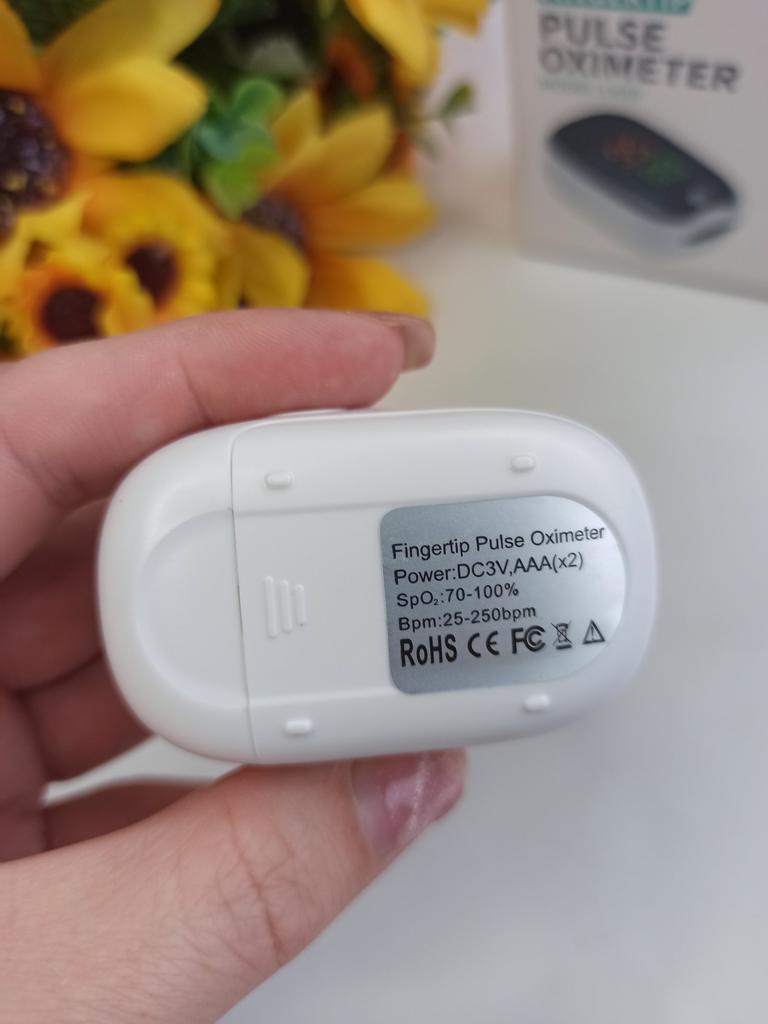 PULSE
OXIMETER
Fingertip Pulse Oximeter
Power:DC3V,AAA(x2)
SpO₂:70-100%
Bpm:25-250bpm
RoHS CE FC